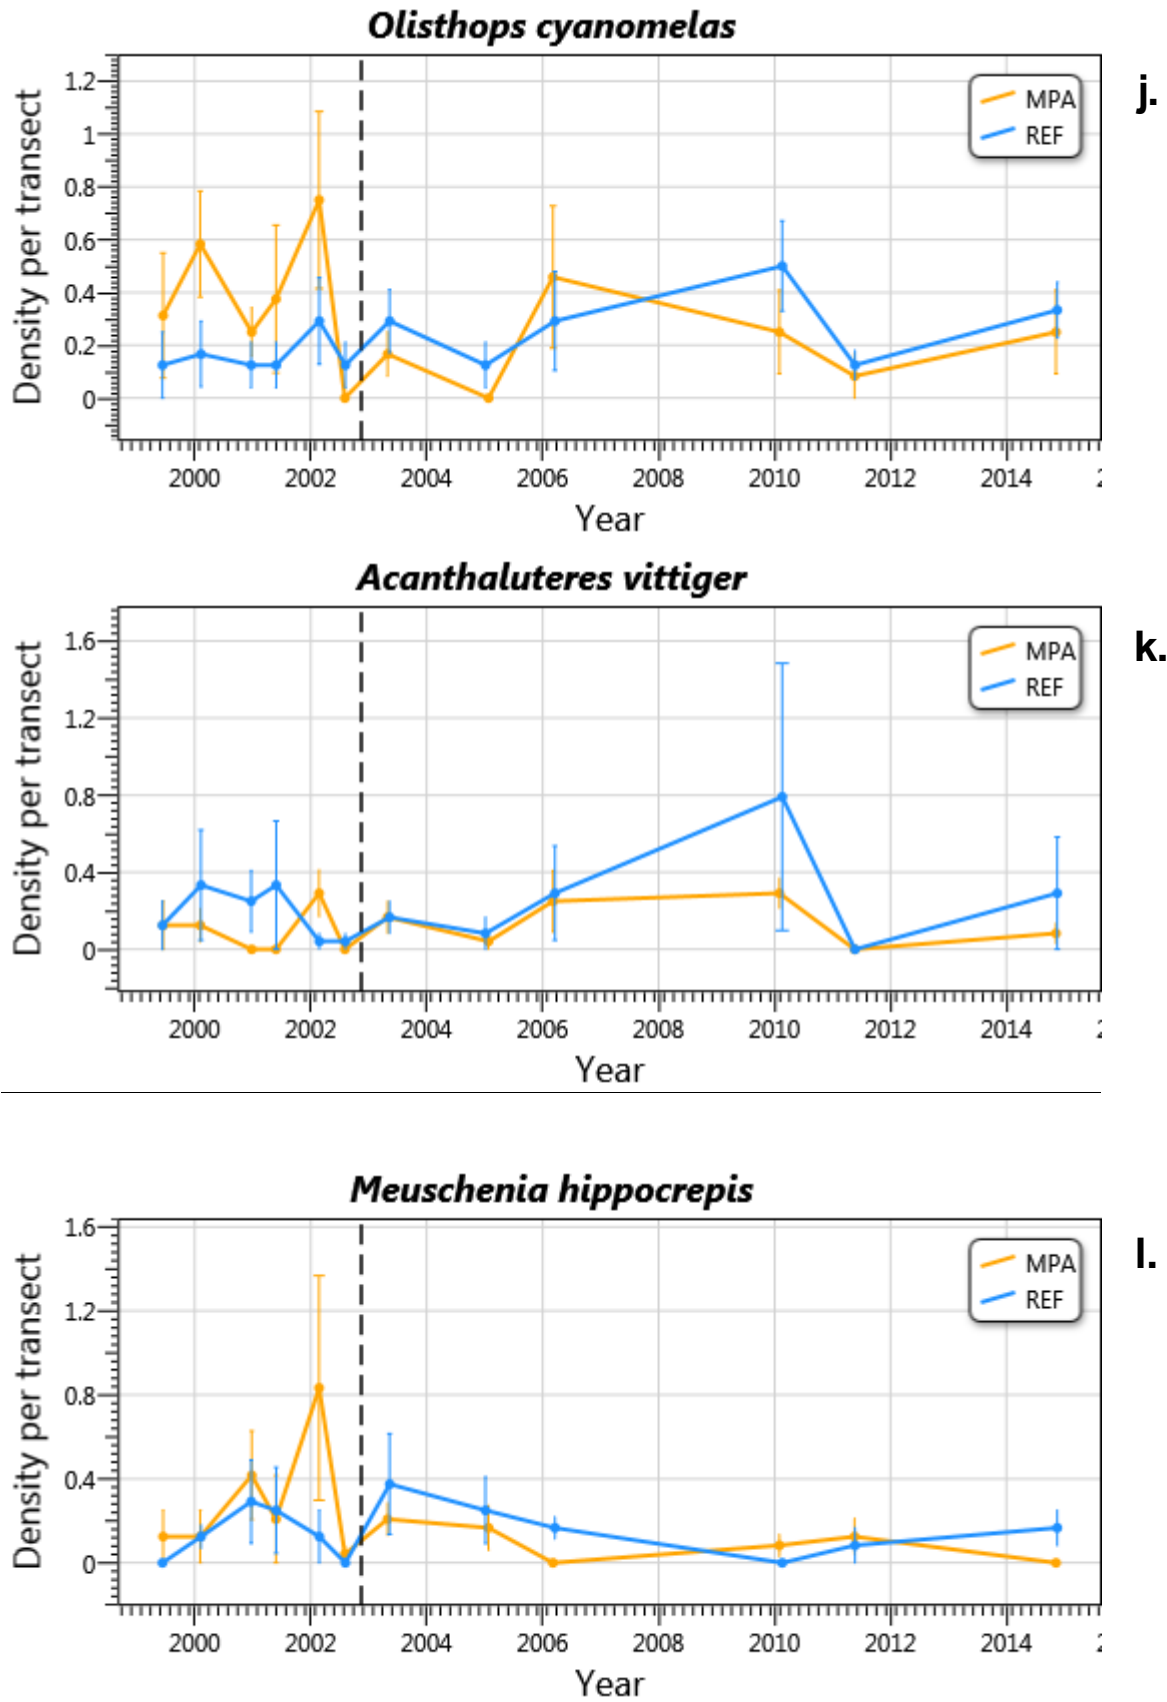 Olisthops cyanomelas
j.
Density per transect
1.2
1
0.8
0.6
0.4
0.2
0
MPA
REF
2000 2002 2004 2006 2008 2010 2012 2014
Year
Acanthaluteres vittiger
k.
Density per transect
1.6
1.2
0.8
0.4
0
MPA
REF
2000 2002 2004 2006 2008 2010 2012 2014
Year
Meuschenia hippocrepis
l.
Density per transect
1.6
1.2
0.8
0.4
0
MPA
REF
2000 2002 2004 2006 2008 2010 2012 2014
Year